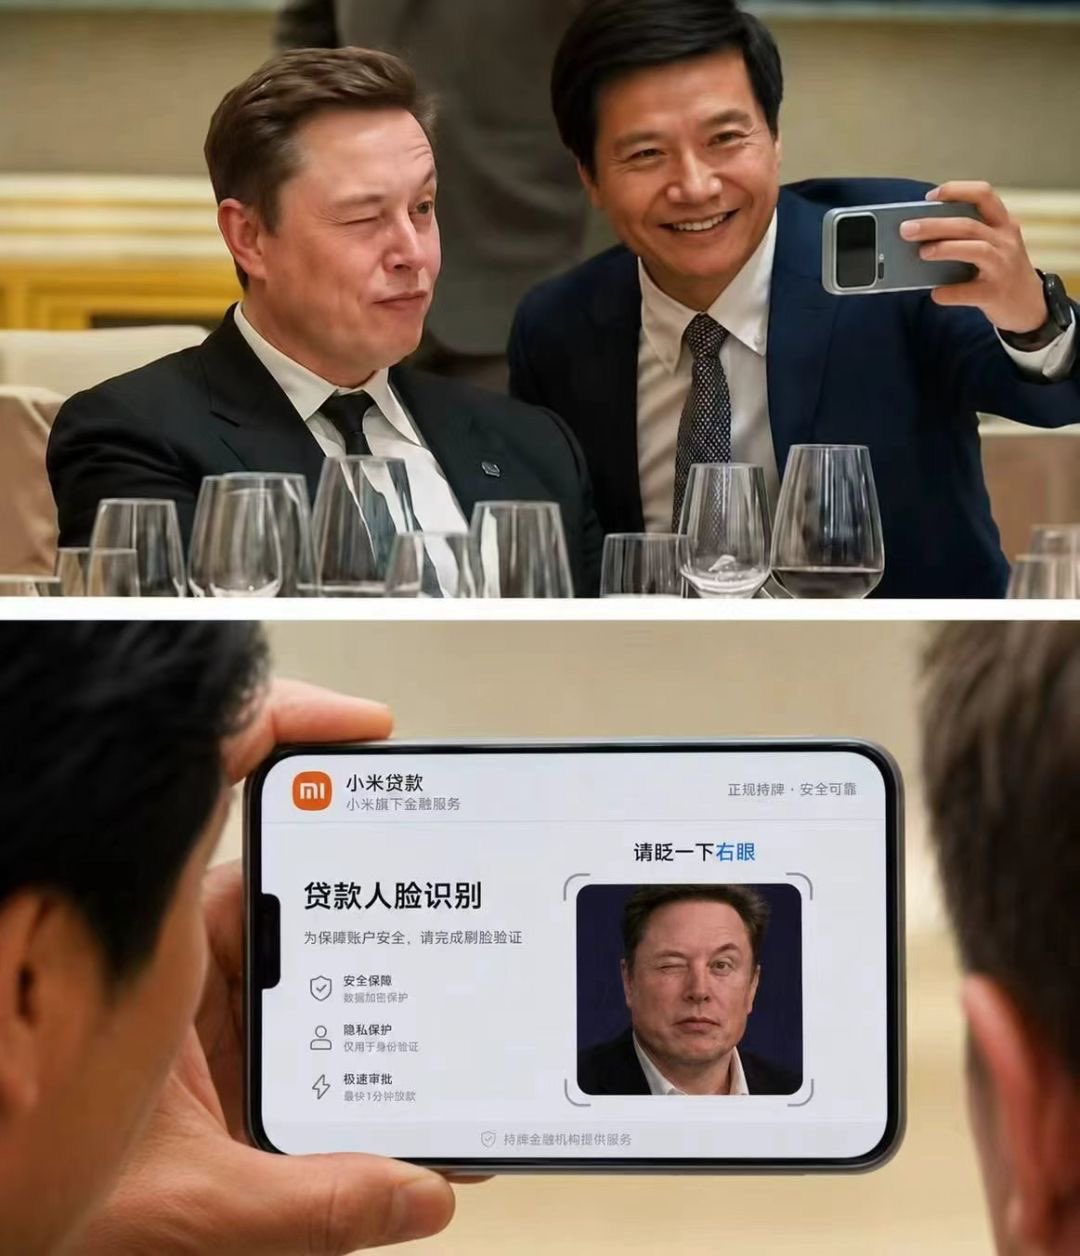 mi
小米贷款
小米旗下金融服务
正规持牌·安全可靠
贷款人脸识别
为保障账户安全，请完成刷脸验证
安全保障
数据加密保护
隐私保护
仅用于身份验证
极速审批
最快1分钟放款
请眨一下右眼
持牌金融机构提供服务